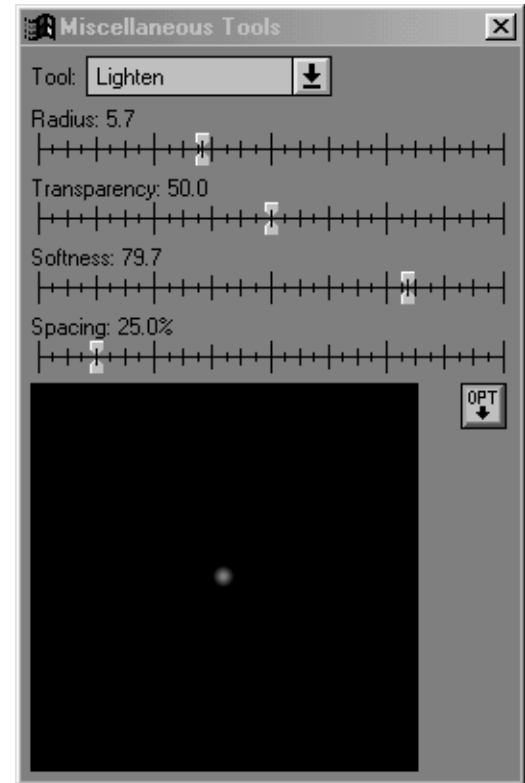 Miscellaneous Tools
Tool: Lighten
Radius: 5.7
Transparency: 50.0
Softness: 79.7
Spacing: 25.0%
OPT